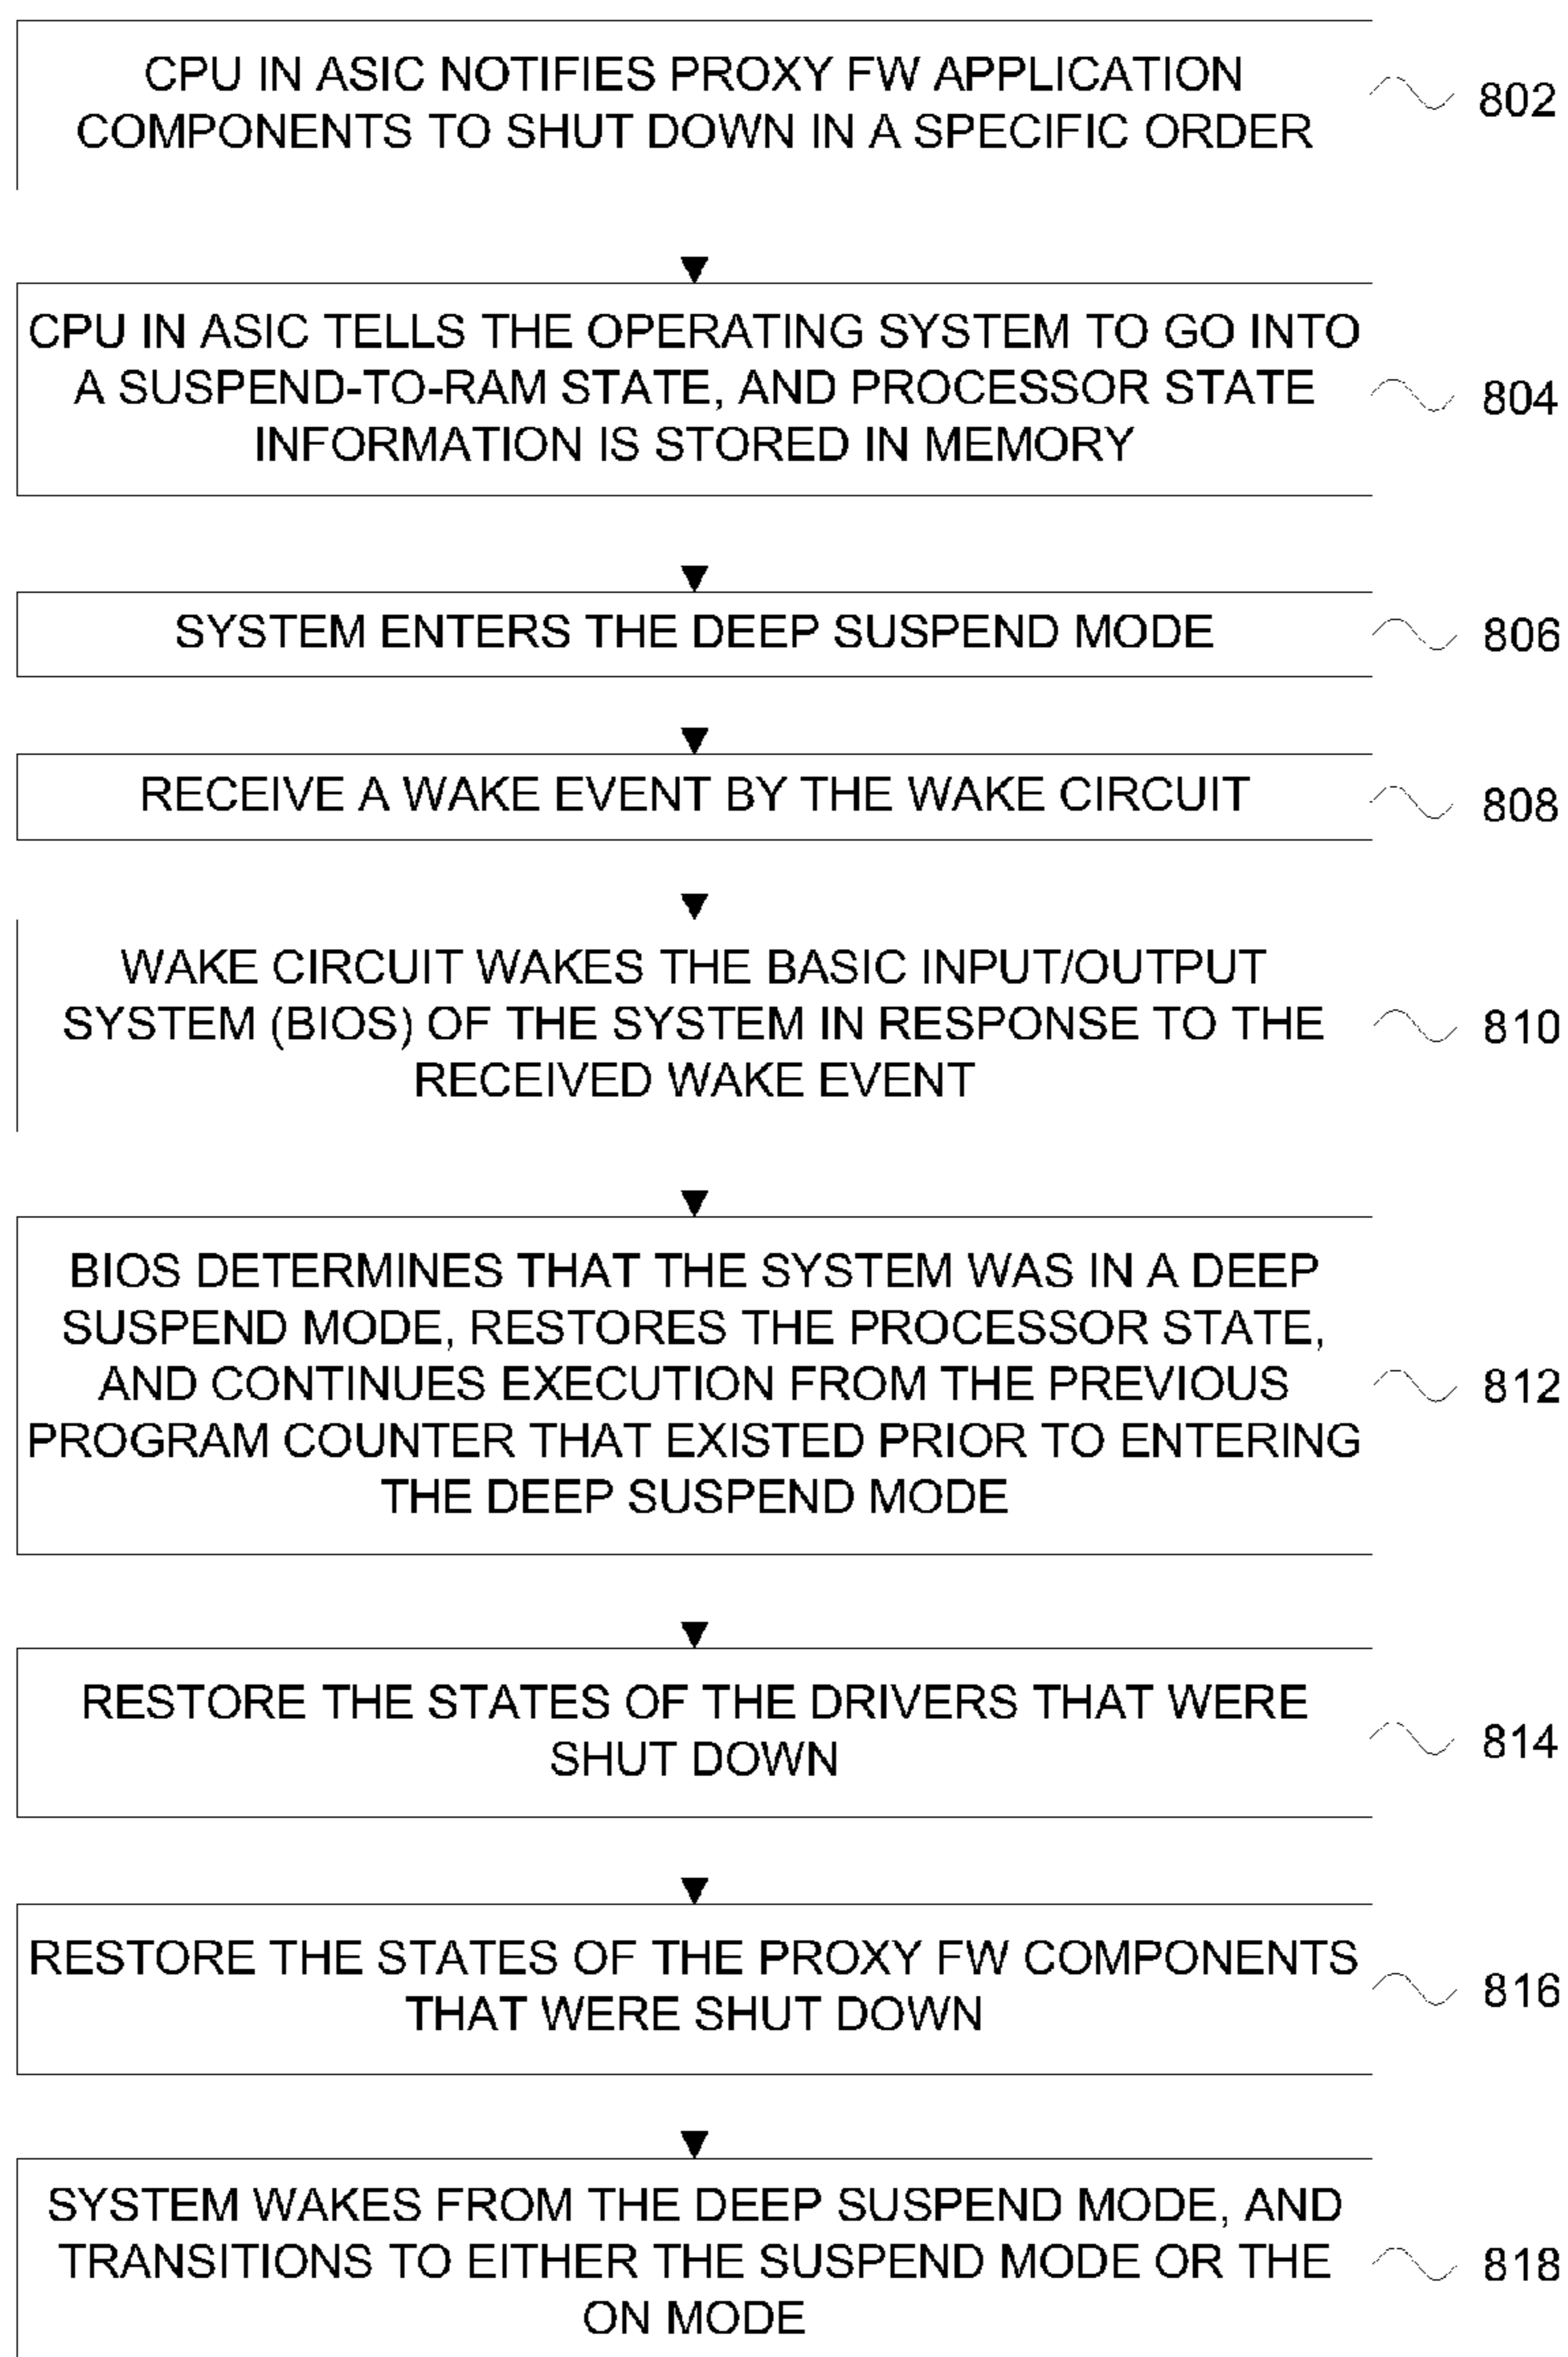 CPU IN ASIC NOTIFIES PROXY FW APPLICATION
COMPONENTS TO SHUT DOWN IN A SPECIFIC ORDER
802
CPU IN ASIC TELLS THE OPERATING SYSTEM TO GO INTO
A SUSPEND-TO-RAM STATE, AND PROCESSOR STATE
INFORMATION IS STORED IN MEMORY
804
SYSTEM ENTERS THE DEEP SUSPEND MODE
806
RECEIVE A WAKE EVENT BY THE WAKE CIRCUIT
808
WAKE CIRCUIT WAKES THE BASIC INPUT/OUTPUT
SYSTEM (BIOS) OF THE SYSTEM IN RESPONSE TO THE
RECEIVED WAKE EVENT
810
BIOS DETERMINES THAT THE SYSTEM WAS IN A DEEP
SUSPEND MODE, RESTORES THE PROCESSOR STATE,
AND CONTINUES EXECUTION FROM THE PREVIOUS
PROGRAM COUNTER THAT EXISTED PRIOR TO ENTERING
THE DEEP SUSPEND MODE
812
RESTORE THE STATES OF THE DRIVERS THAT WERE
SHUT DOWN
814
RESTORE THE STATES OF THE PROXY FW COMPONENTS
THAT WERE SHUT DOWN
816
SYSTEM WAKES FROM THE DEEP SUSPEND MODE, AND
TRANSITIONS TO EITHER THE SUSPEND MODE OR THE
ON MODE
818